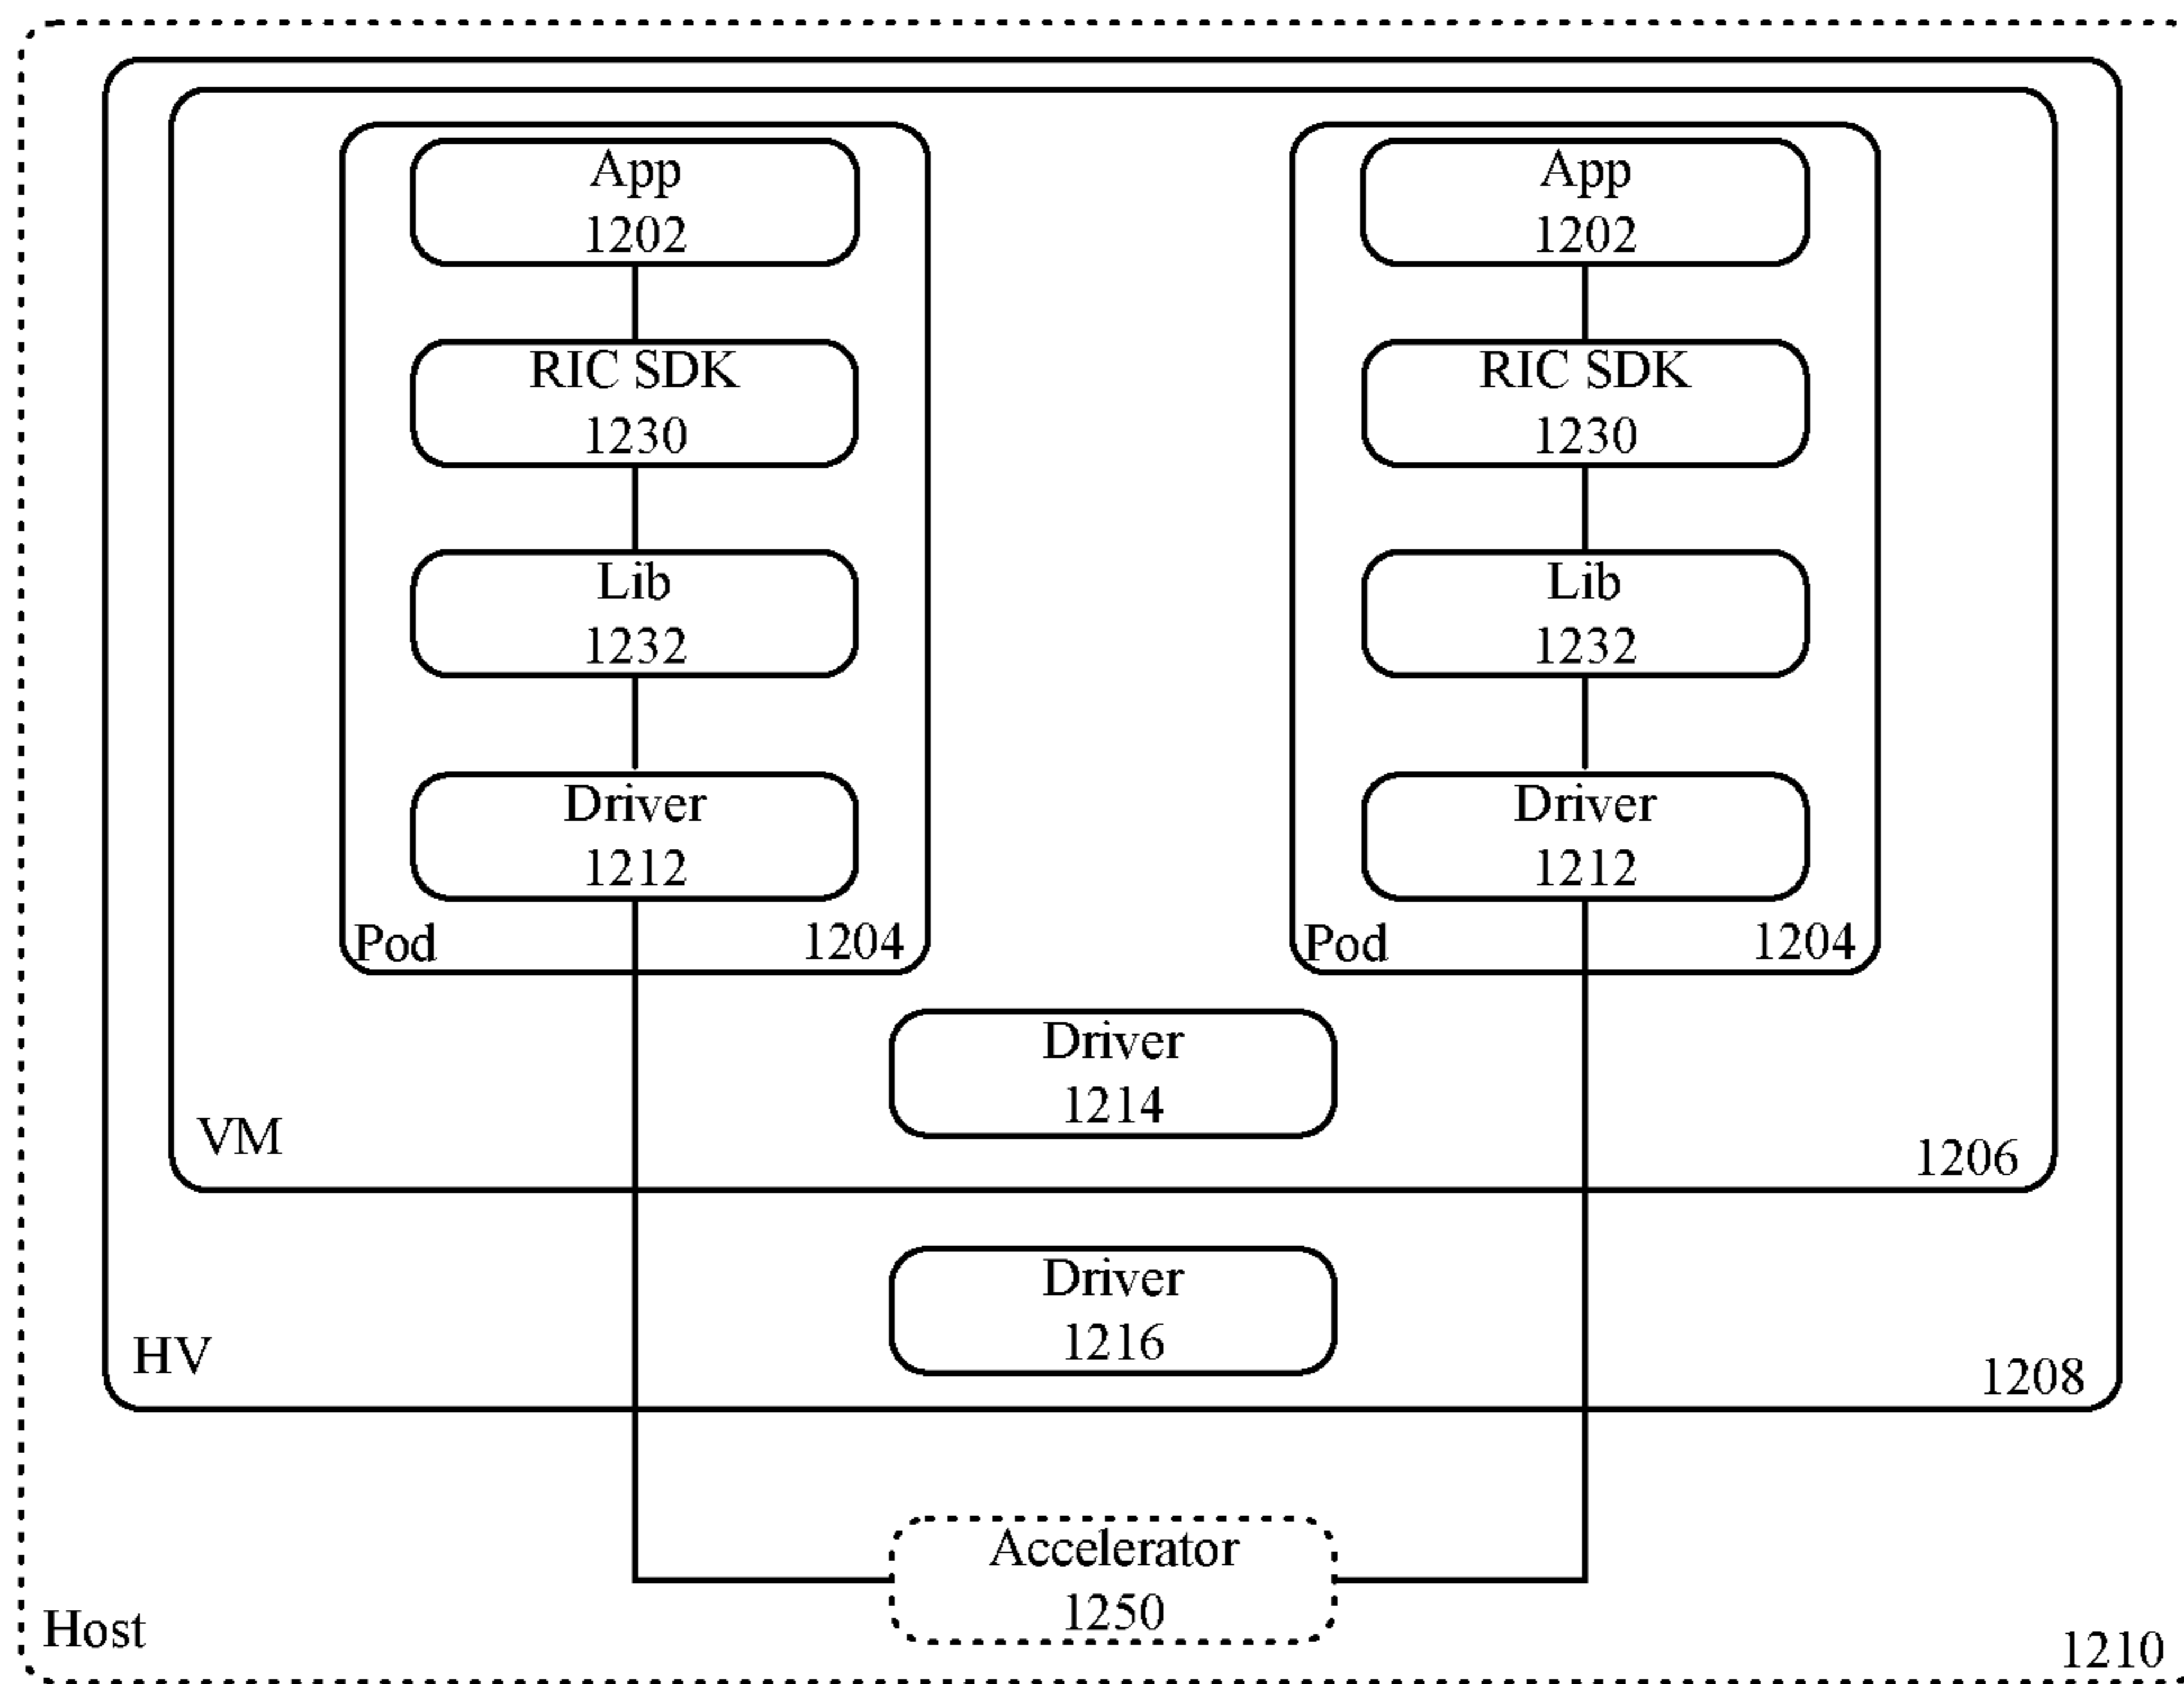 App
1202
RIC SDK
1230
Lib
1232
Driver
1212
Pod 1204
App
1202
RIC SDK
1230
Lib
1232
Driver
1212
Pod 1204
Driver
1214
VM
1206
Driver
1216
HV
1208
Accelerator
1250
Host
1210